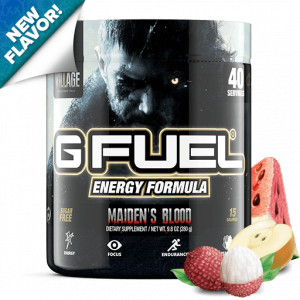 NEW
FLAVOR!
VILLAGE
40
SERVINGS
G FUEL
ENERGY FORMULA
SUGAR
FREE
MAIDEN'S BLOOD
15
CALORIES
DIETARY SUPPLEMENT / NET WT. 9.8 OZ (280 g)
ENERGY
FOCUS
ENDURANCE